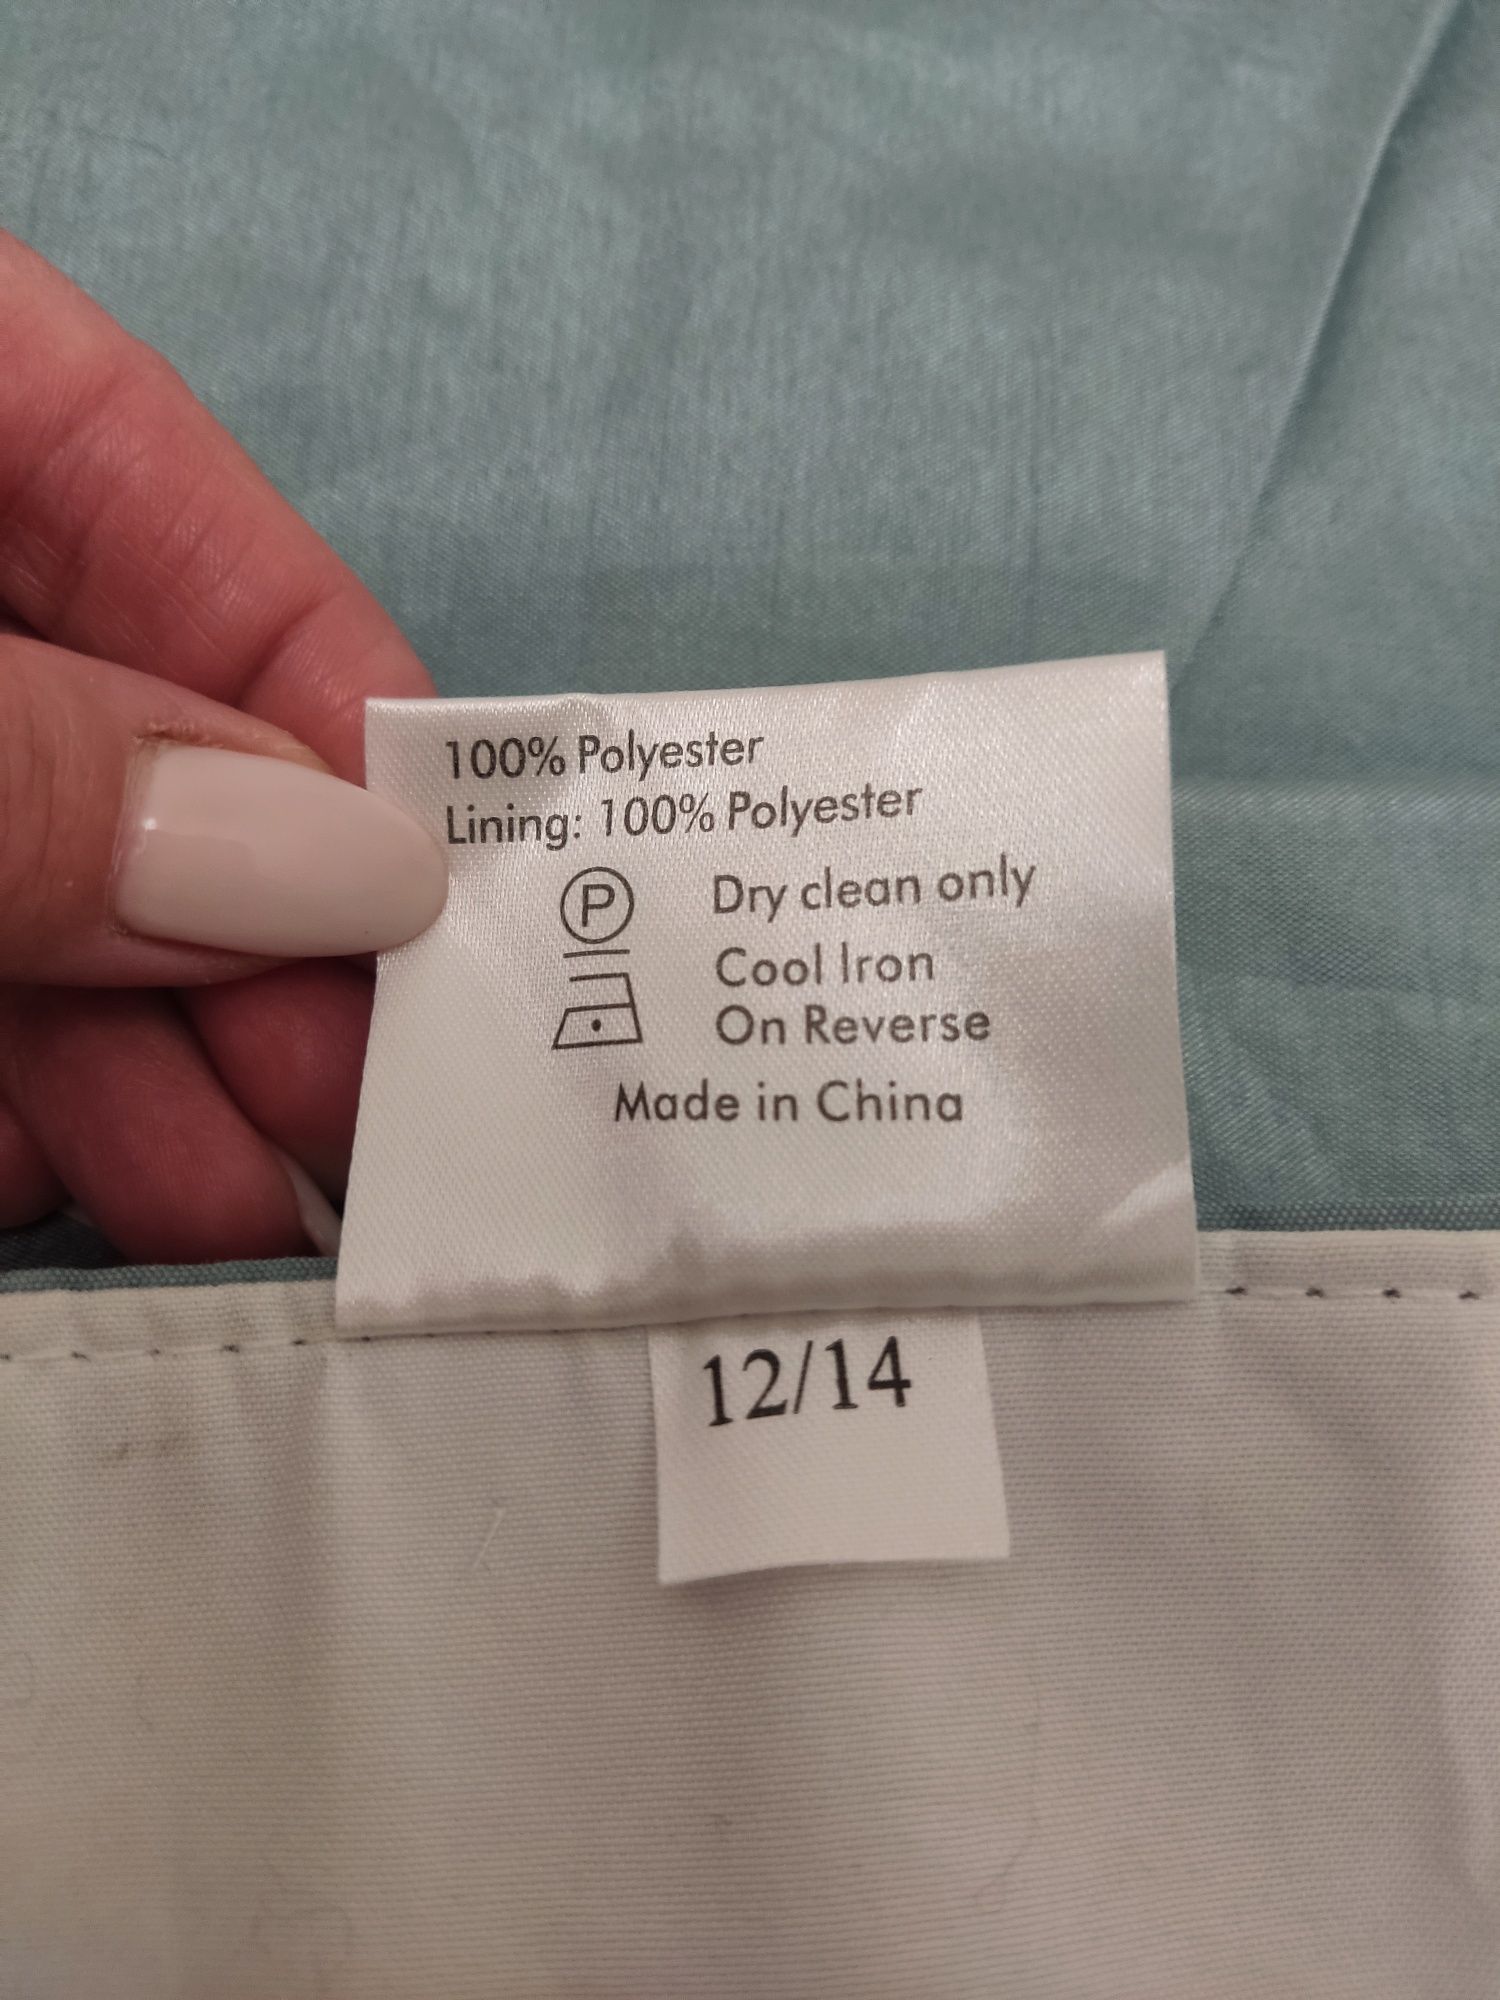 100% Polyester
Lining: 100% Polyester
P Dry clean only
Cool Iron
On Reverse
Made in China
12/14